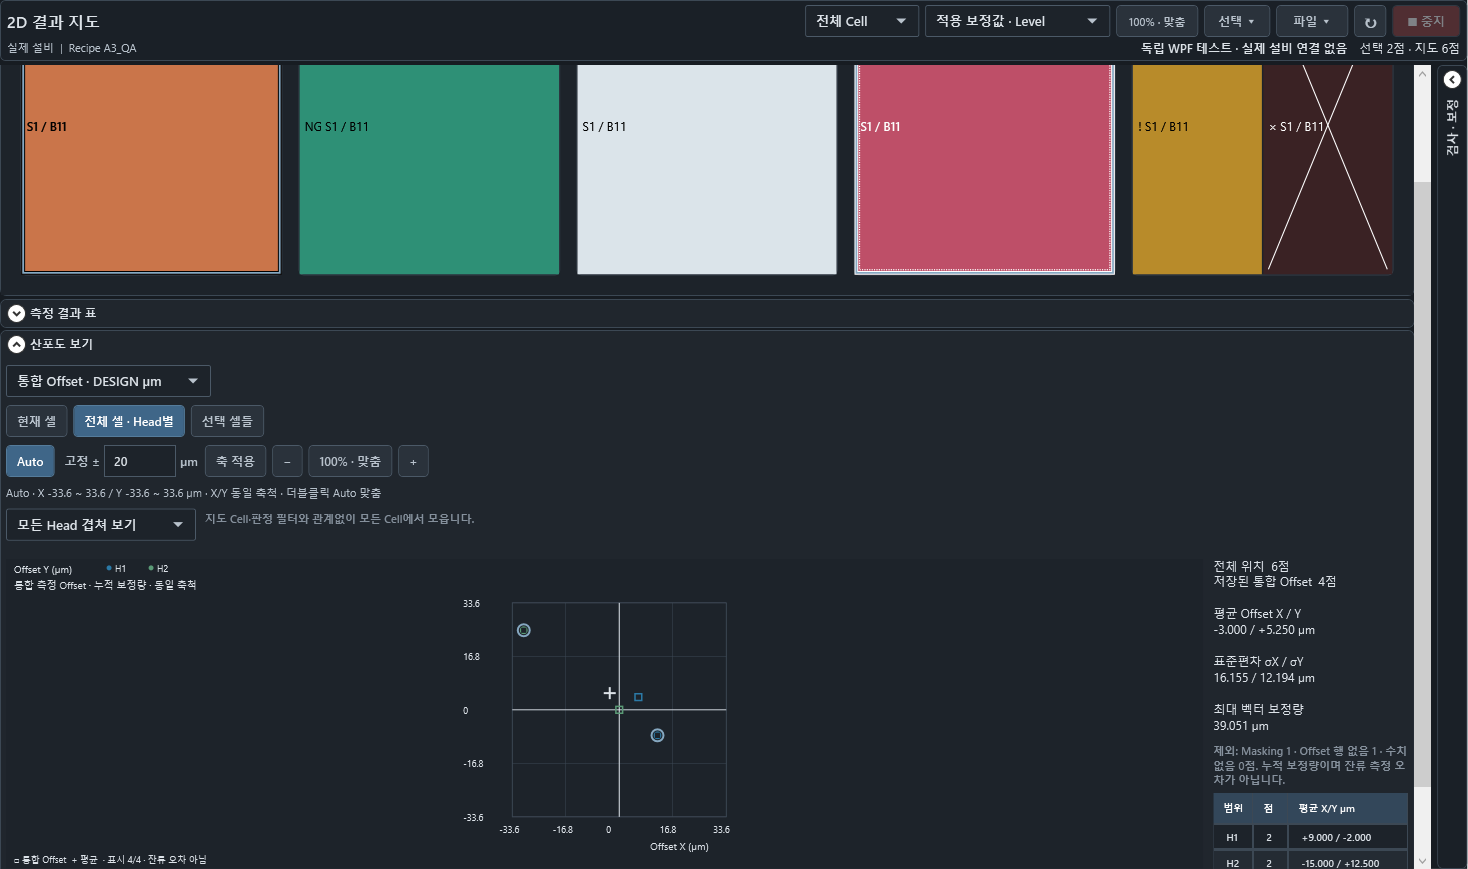 2D 결과 지도
전체 Cell
적용 보정값 · Level
100% · 맞춤
선택
파일
중지
실제 설비 | Recipe A3_QA
독립 WPF 테스트 · 실제 설비 연결 없음 선택 2점 · 지도 6점
S1 / B11
NG S1 / B11
S1 / B11
S1 / B11
! S1 / B11
× S1 / B11
검사 · 보정
측정 결과 표
산포도 보기
통합 Offset · DESIGN µm
현재 셀
전체 셀 · Head별
선택 셀들
Auto
고정 ±
20
µm
축 적용
−
100% · 맞춤
+
Auto · X -33.6 ~ 33.6 / Y -33.6 ~ 33.6 µm · X/Y 동일 축척 · 더블클릭 Auto 맞춤
모든 Head 겹쳐 보기
지도 Cell·판정 필터와 관계없이 모든 Cell에서 모읍니다.
Offset Y (µm)
H1
H2
통합 측정 Offset · 누적 보정량 · 동일 축척
33.6
16.8
0
-16.8
-33.6
-33.6
-16.8
0
16.8
33.6
Offset X (µm)
□ 통합 Offset + 평균 · 표시 4/4 · 잔류 오차 아님
전체 위치 6점
저장된 통합 Offset 4점
평균 Offset X / Y
-3.000 / +5.250 µm
표준편차 σX / σY
16.155 / 12.194 µm
최대 벡터 보정량
39.051 µm
제외: Masking 1 · Offset 행 없음 1 · 수치
없음 0점. 누적 보정량이며 잔류 측정 오
차가 아닙니다.
범위 점 평균 X/Y µm
H1 2 +9.000 / -2.000
H2 2 -15.000 / +12.500